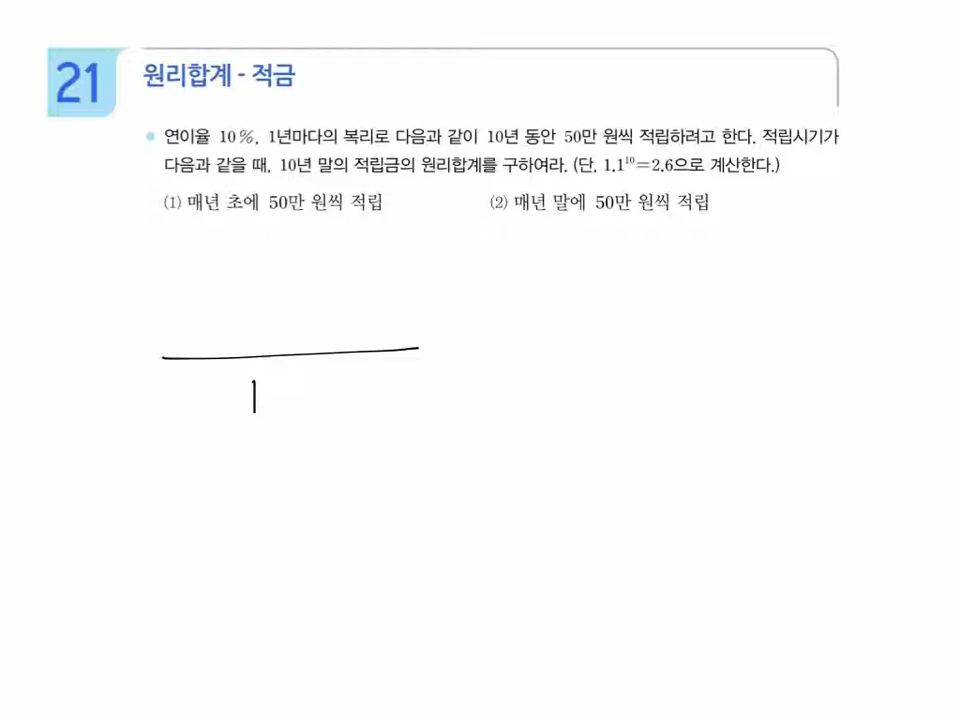 21
원리합계 - 적금
연이율 10%, 1년마다의 복리로 다음과 같이 10년 동안 50만 원씩 적립하려고 한다. 적립시기가
다음과 같을 때, 10년 말의 적립금의 원리합계를 구하여라. (단, 1.1¹⁰=2.6으로 계산한다.)
⑴ 매년 초에 50만 원씩 적립 ⑵ 매년 말에 50만 원씩 적립
1